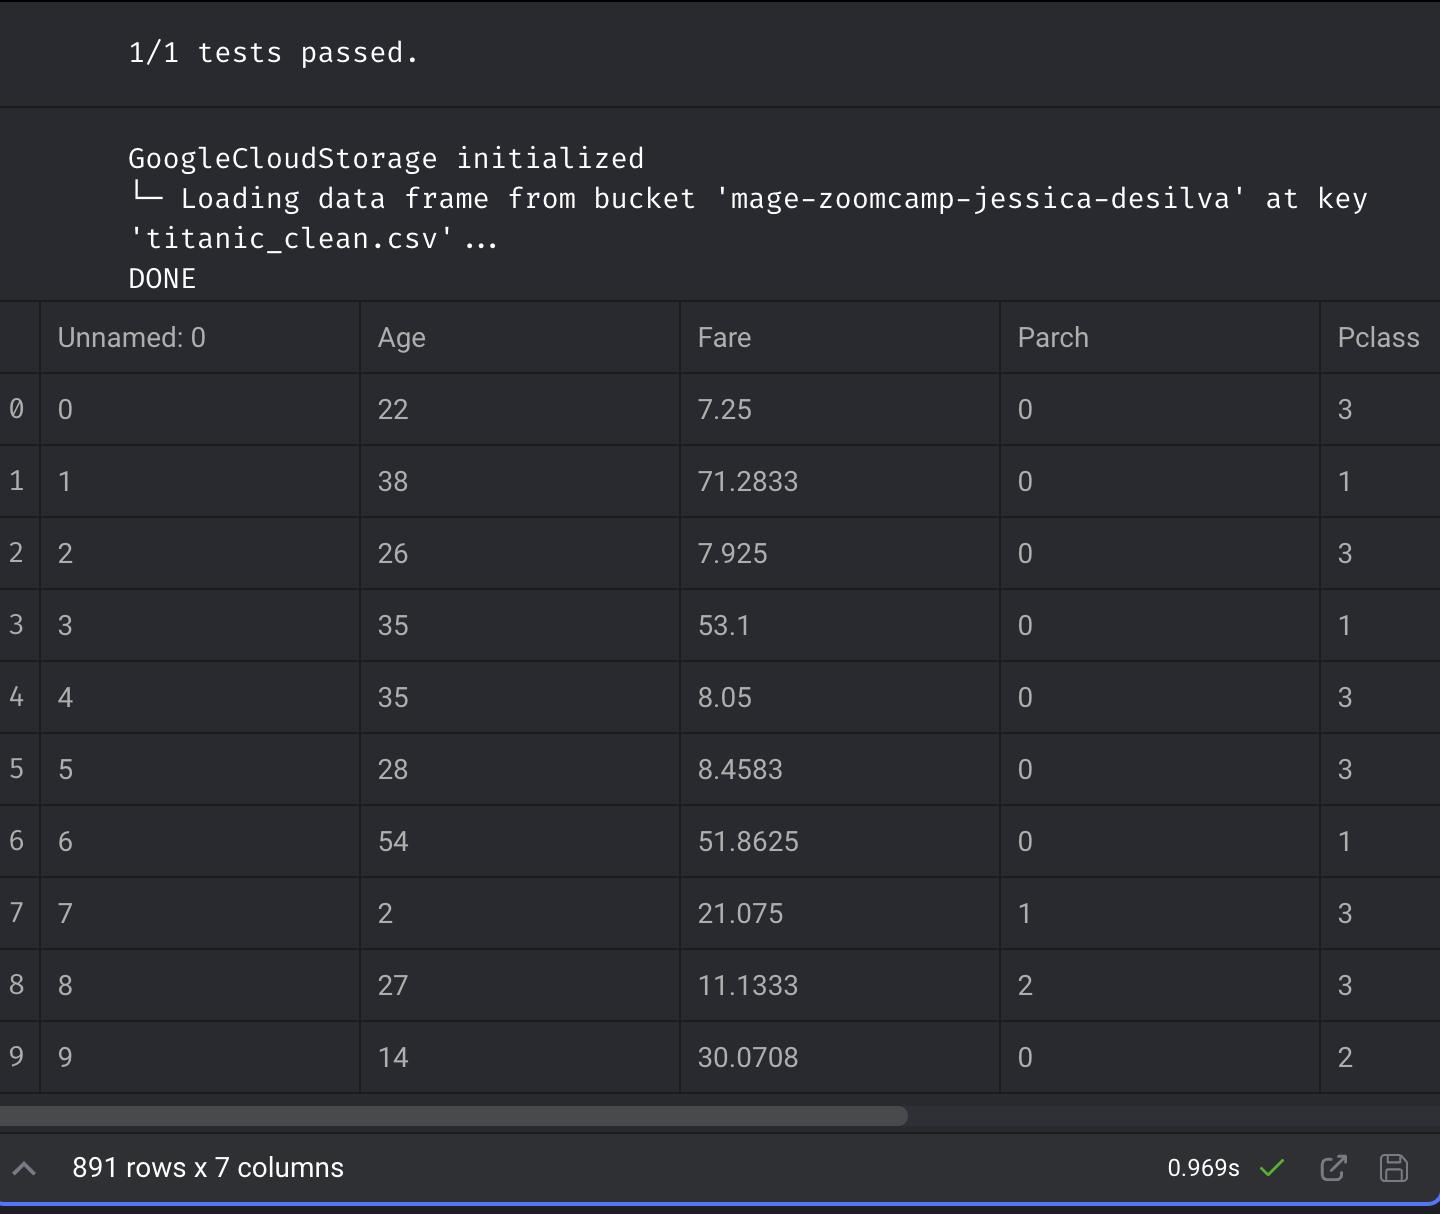 1/1 tests passed.
GoogleCloudStorage initialized
└─ Loading data frame from bucket 'mage-zoomcamp-jessica-desilva' at key
'titanic_clean.csv'...
DONE
Unnamed: 0 Age Fare Parch Pclass
0 0 22 7.25 0 3
1 1 38 71.2833 0 1
2 2 26 7.925 0 3
3 3 35 53.1 0 1
4 4 35 8.05 0 3
5 5 28 8.4583 0 3
6 6 54 51.8625 0 1
7 7 2 21.075 1 3
8 8 27 11.1333 2 3
9 9 14 30.0708 0 2
891 rows x 7 columns 0.969s